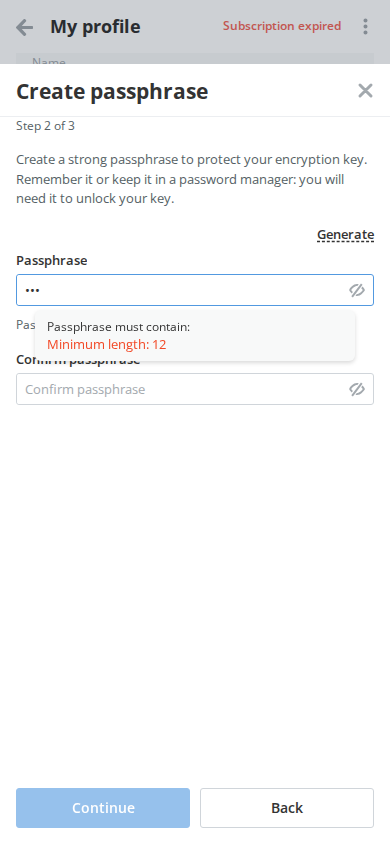 My profile
Subscription expired
Name
Create passphrase
Step 2 of 3
Create a strong passphrase to protect your encryption key.
Remember it or keep it in a password manager: you will
need it to unlock your key.
Generate
Passphrase
•••
Passphrase must contain:
Minimum length: 12
Confirm passphrase
Confirm passphrase
Continue
Back